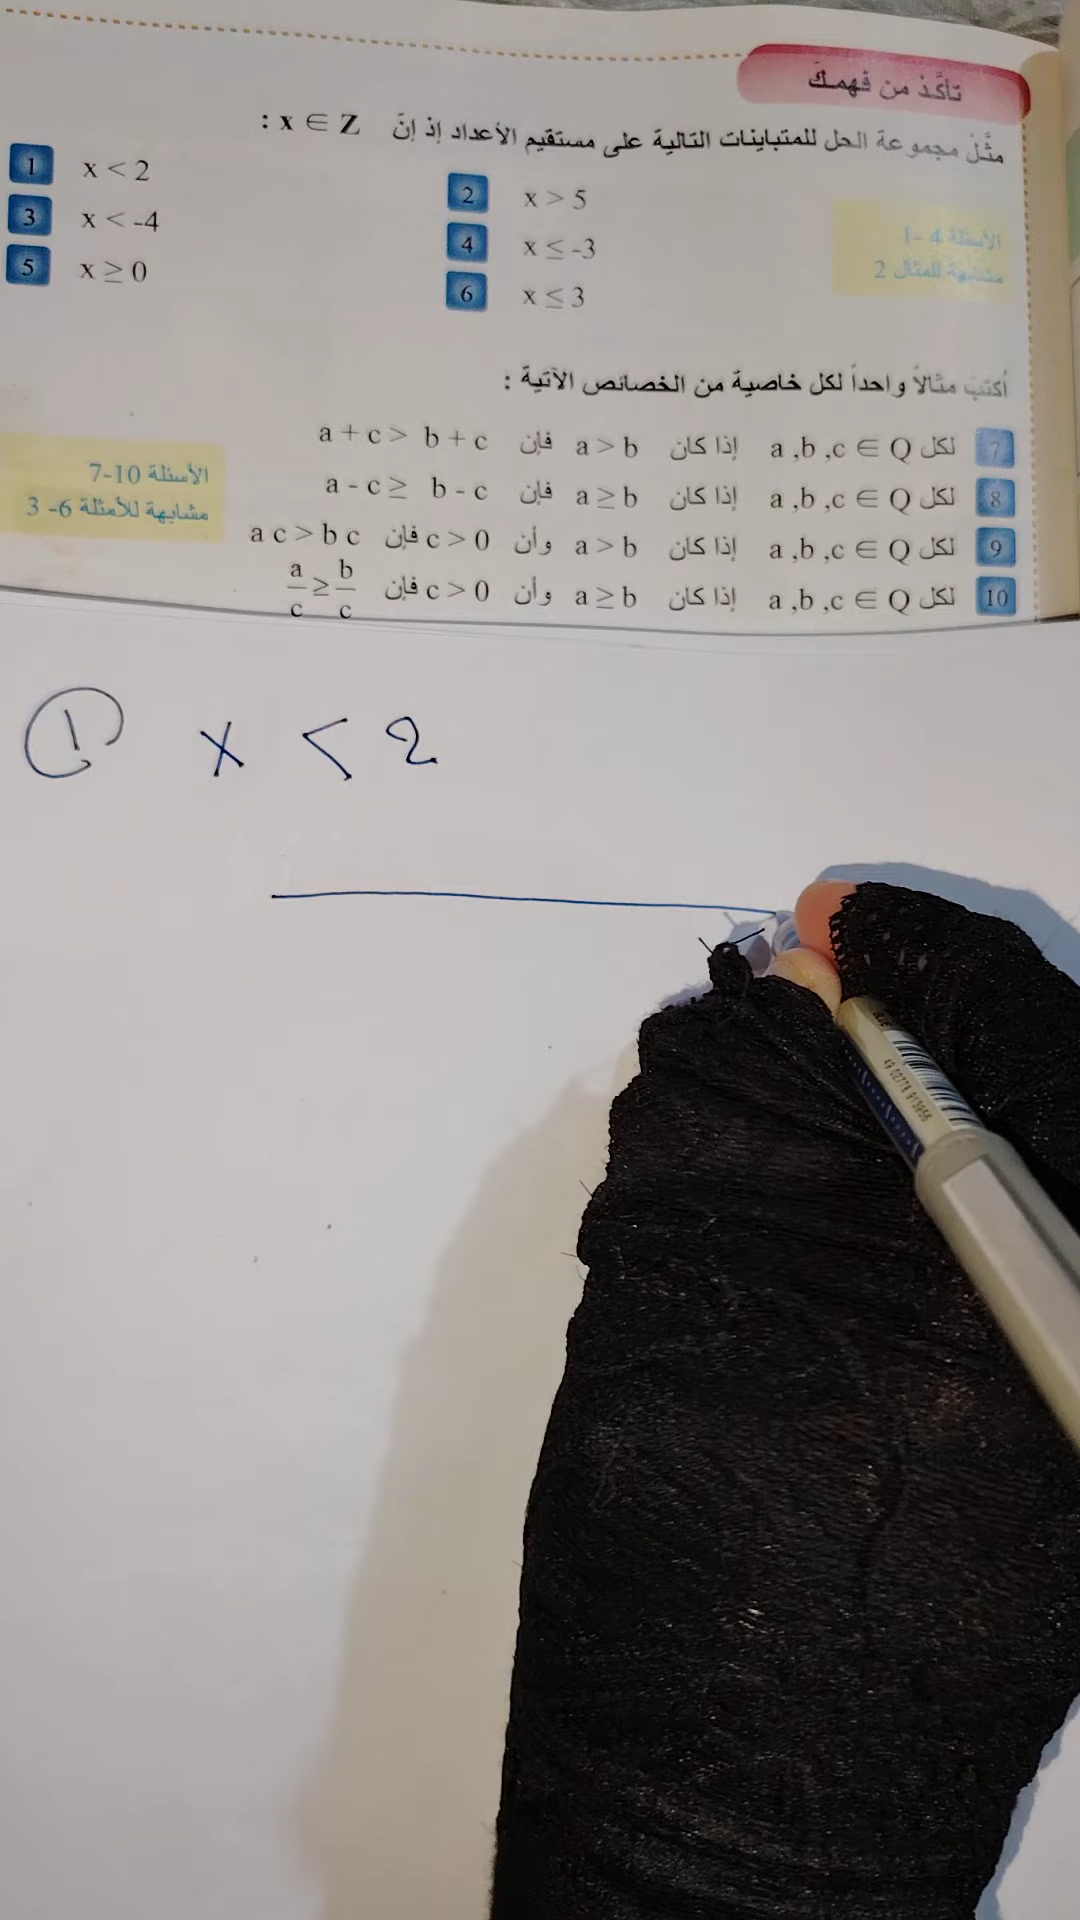 تأكَّدْ من فهمكَ
مثّلْ مجموعة الحل للمتباينات التالية على مستقيم الأعداد إذ إنّ x ∈ Z :
1 x < 2
2 x > 5
3 x < -4
4 x ≤ -3
5 x ≥ 0
6 x ≤ 3
الأسئلة 4 -1
مشابهة للمثال 2
أكتبْ مثالاً واحداً لكل خاصية من الخصائص الآتية :
7 لكل a ,b ,c ∈ Q إذا كان a > b فإن a + c > b + c
8 لكل a ,b ,c ∈ Q إذا كان a ≥ b فإن a - c ≥ b - c
9 لكل a ,b ,c ∈ Q إذا كان a > b وأن c > 0 فإن a c > b c
10 لكل a ,b ,c ∈ Q إذا كان a ≥ b وأن c > 0 فإن a/c ≥ b/c
الأسئلة 10-7
مشابهة للأمثلة 6- 3
1 x < 2